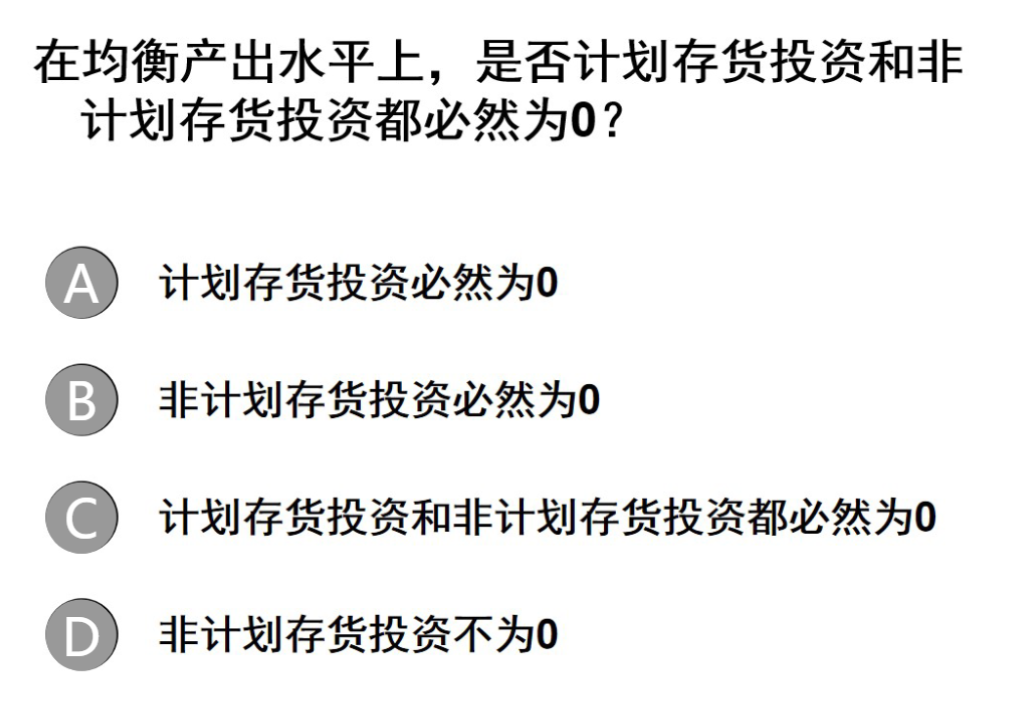 在均衡产出水平上，是否计划存货投资和非
计划存货投资都必然为0？
A 计划存货投资必然为0
B 非计划存货投资必然为0
C 计划存货投资和非计划存货投资都必然为0
D 非计划存货投资不为0